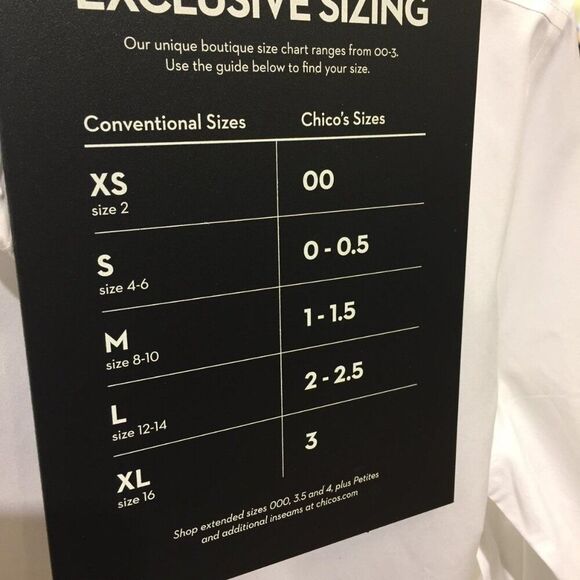 EXCLUSIVE SIZING
Our unique boutique size chart ranges from 00-3.
Use the guide below to find your size.
Conventional Sizes Chico's Sizes
XS 00
size 2
S 0 - 0.5
size 4-6
M 1 - 1.5
size 8-10
L 2 - 2.5
size 12-14
XL 3
size 16
Shop extended sizes 000, 3.5 and 4, plus Petites
and additional inseams at chicos.com